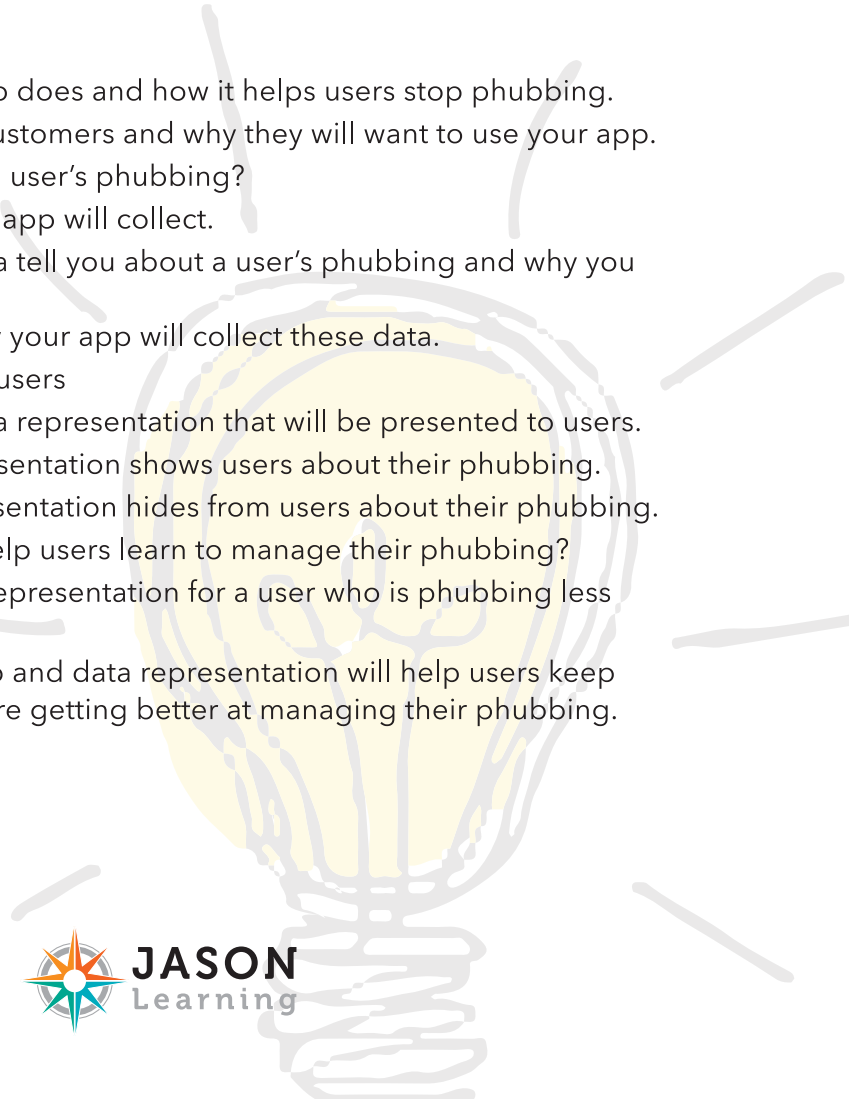 does and how it helps users stop phubbing.
ustomers and why they will want to use your app.
user’s phubbing?
app will collect.
a tell you about a user’s phubbing and why you
your app will collect these data.
users
a representation that will be presented to users.
sentation shows users about their phubbing.
sentation hides from users about their phubbing.
elp users learn to manage their phubbing?
epresentation for a user who is phubbing less
and data representation will help users keep
re getting better at managing their phubbing.
JASON
Learning